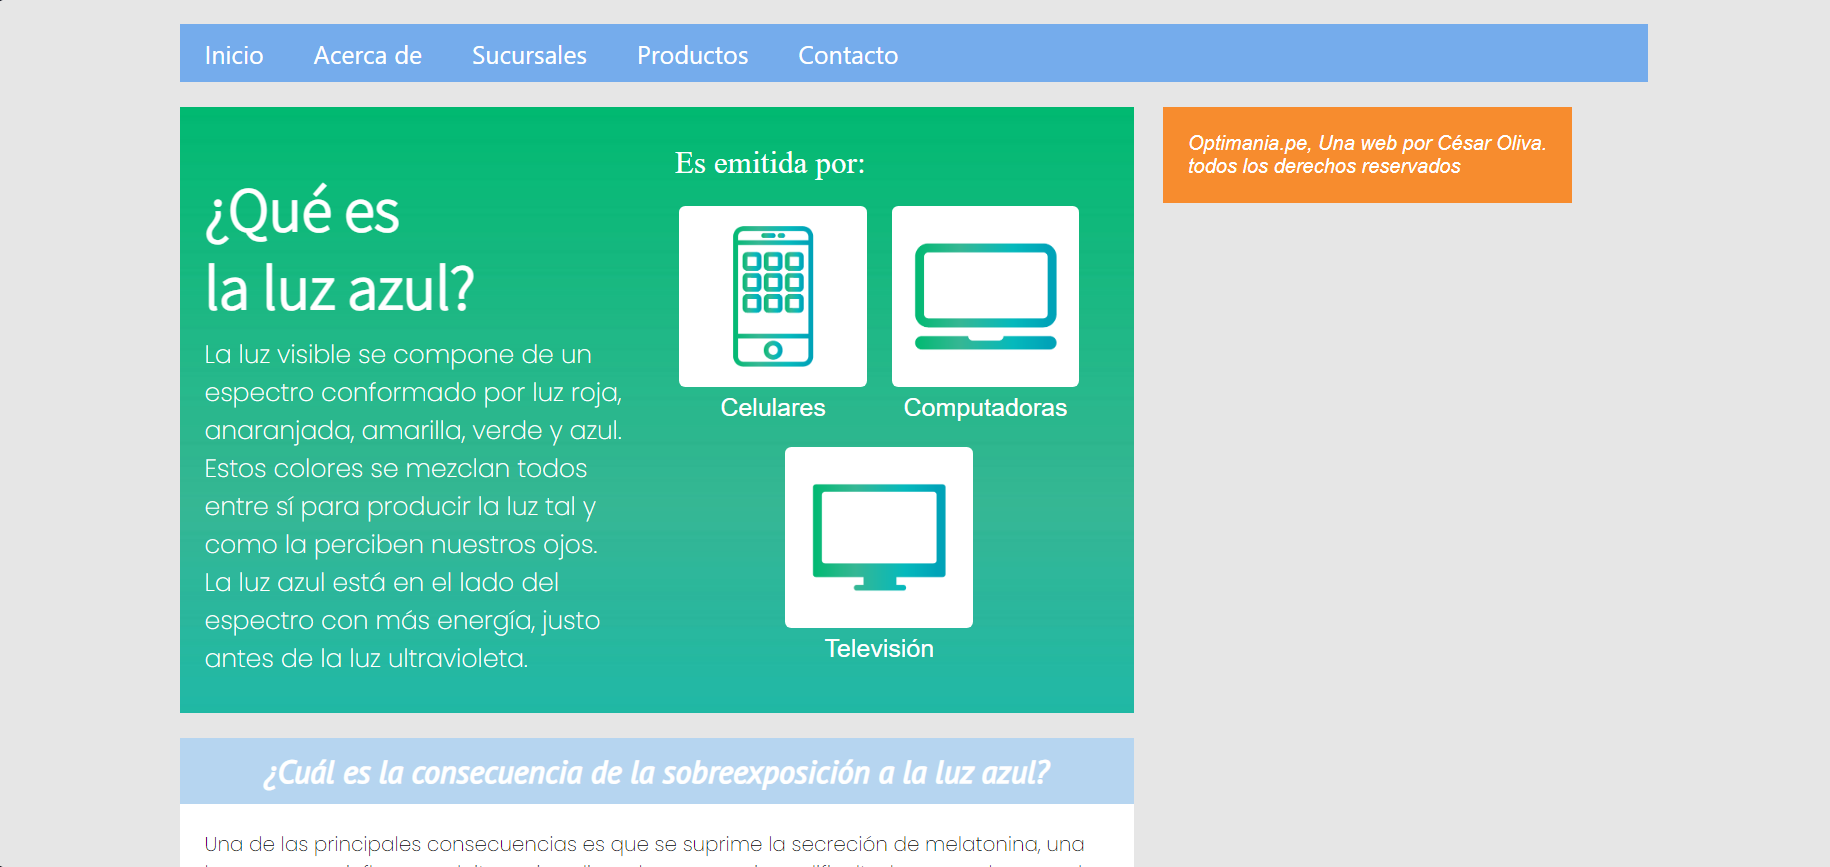 Inicio Acerca de Sucursales Productos Contacto
¿Qué es
la luz azul?
La luz visible se compone de un
espectro conformado por luz roja,
anaranjada, amarilla, verde y azul.
Estos colores se mezclan todos
entre sí para producir la luz tal y
como la perciben nuestros ojos.
La luz azul está en el lado del
espectro con más energía, justo
antes de la luz ultravioleta.
Es emitida por:
Celulares
Computadoras
Televisión
Optimania.pe, Una web por César Oliva.
todos los derechos reservados
¿Cuál es la consecuencia de la sobreexposición a la luz azul?
Una de las principales consecuencias es que se suprime la secreción de melatonina, una